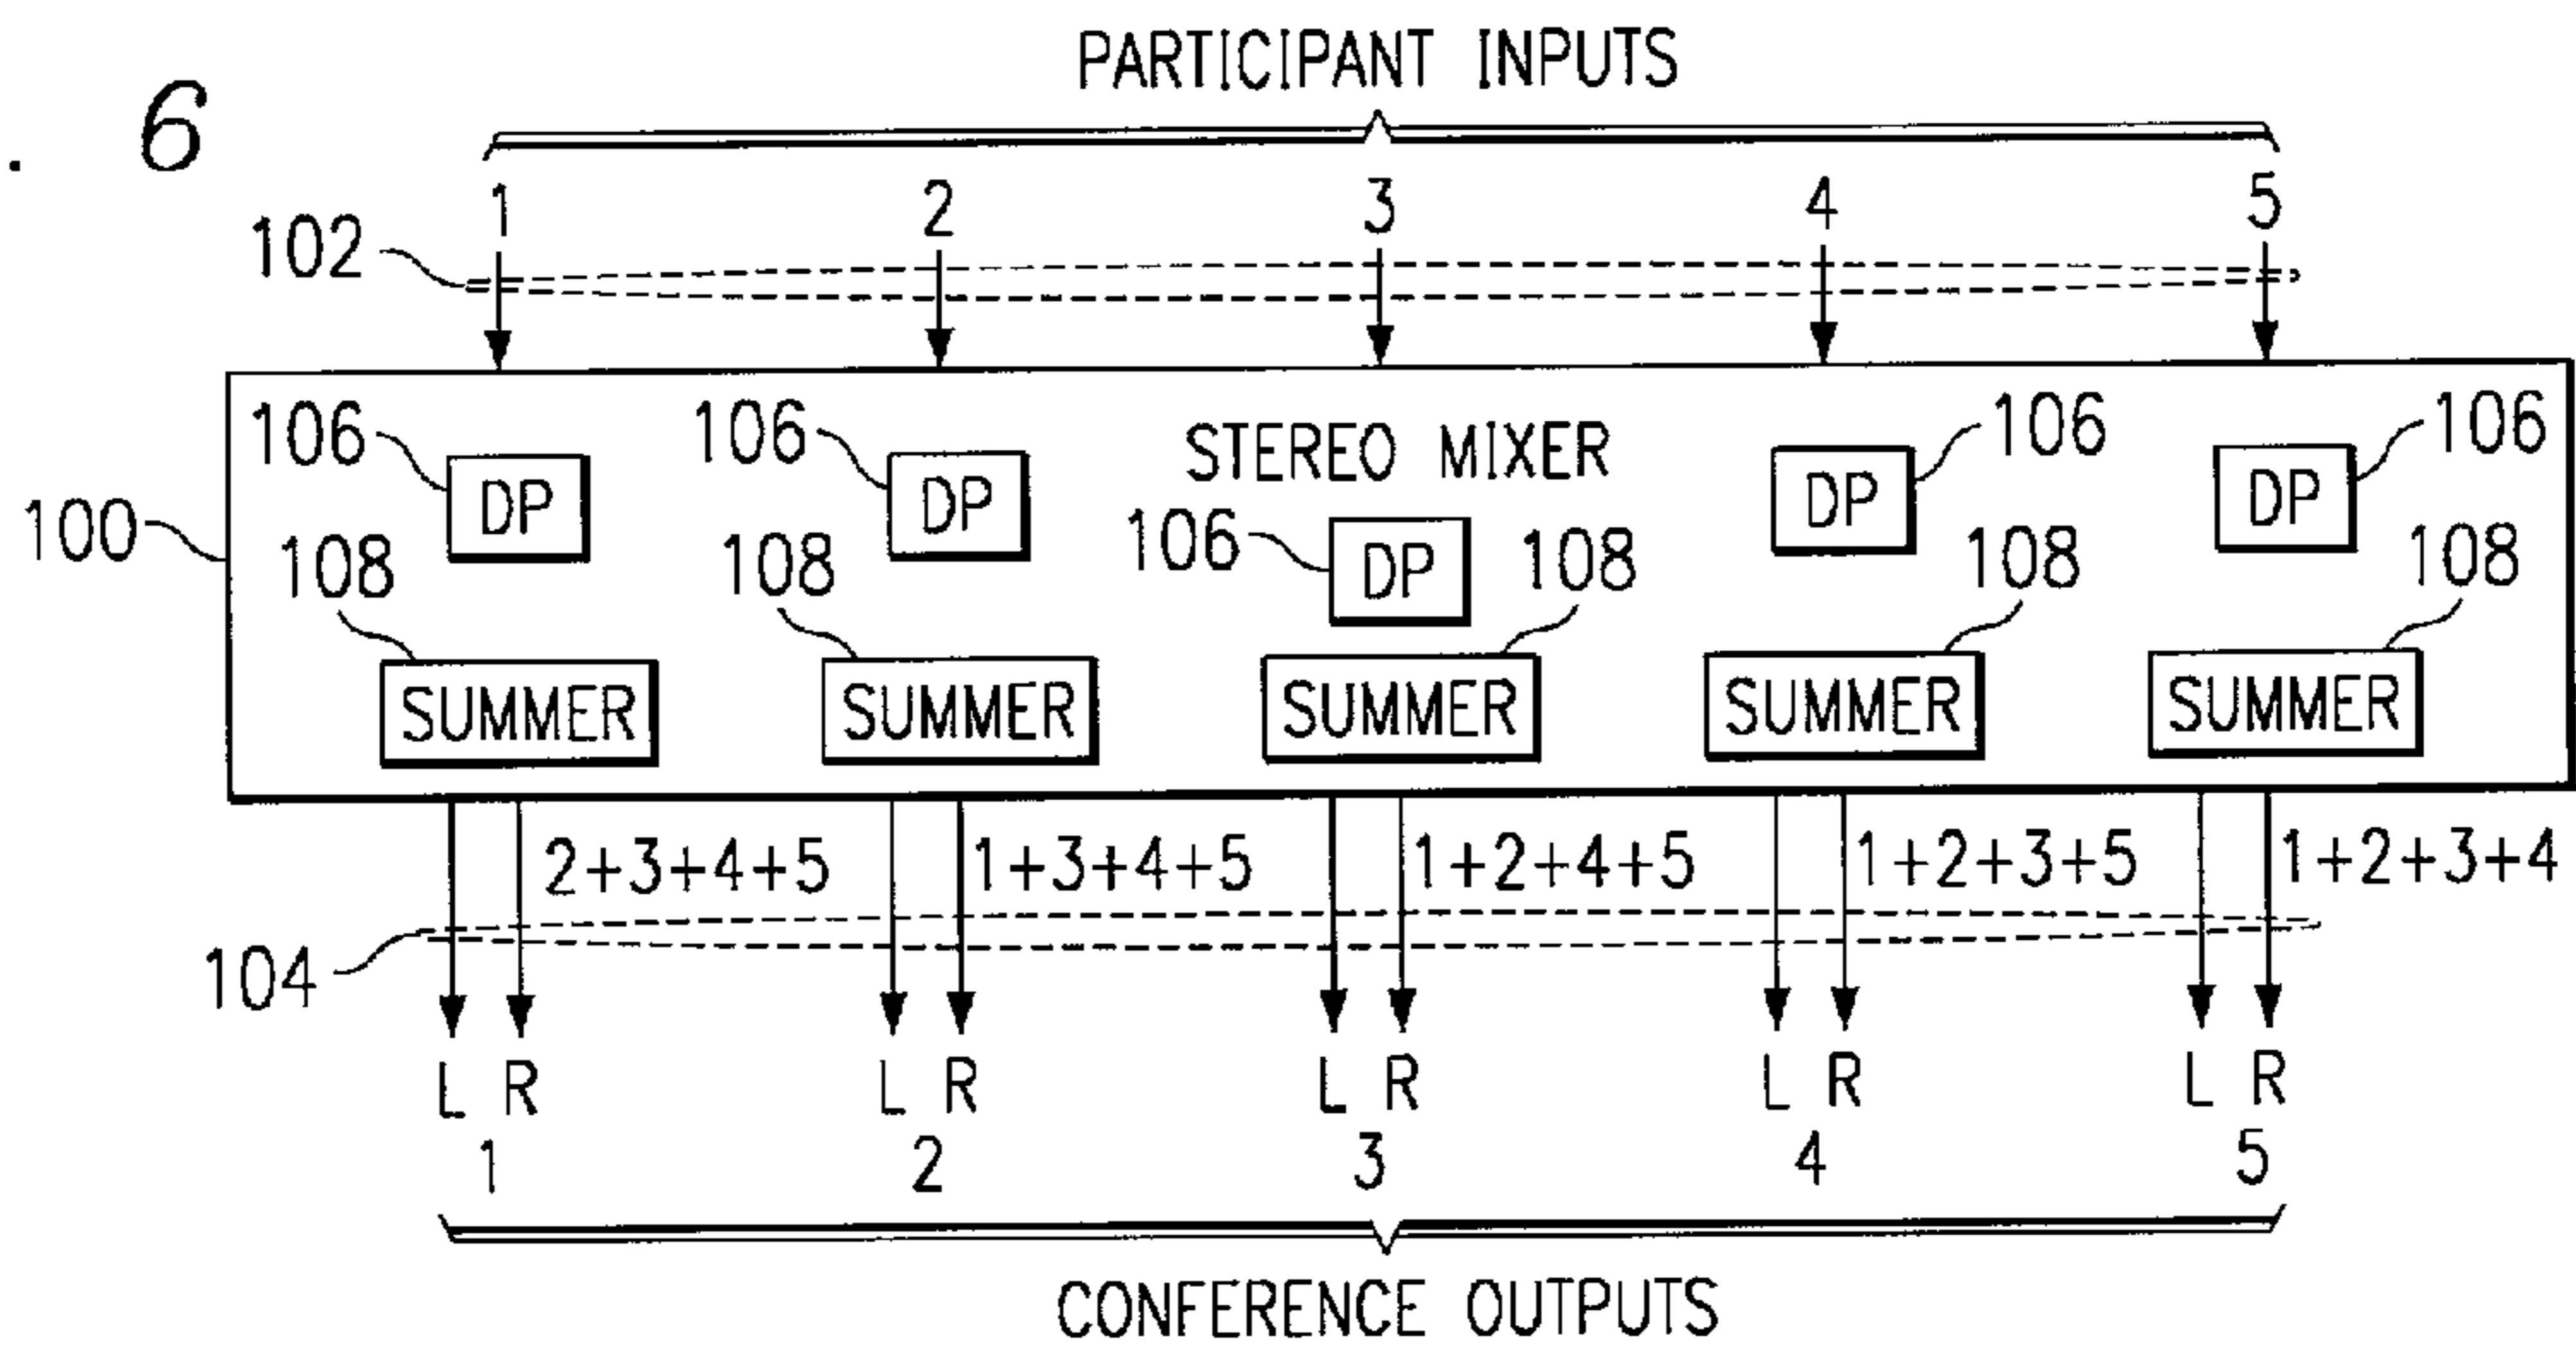 . 6
PARTICIPANT INPUTS
1 2 3 4 5
102
106 106 STEREO MIXER 106 106
DP DP DP DP
100 108 108 106 DP 108 108 108
SUMMER SUMMER SUMMER SUMMER SUMMER
2+3+4+5 1+3+4+5 1+2+4+5 1+2+3+5 1+2+3+4
104
L R L R L R L R L R
1 2 3 4 5
CONFERENCE OUTPUTS